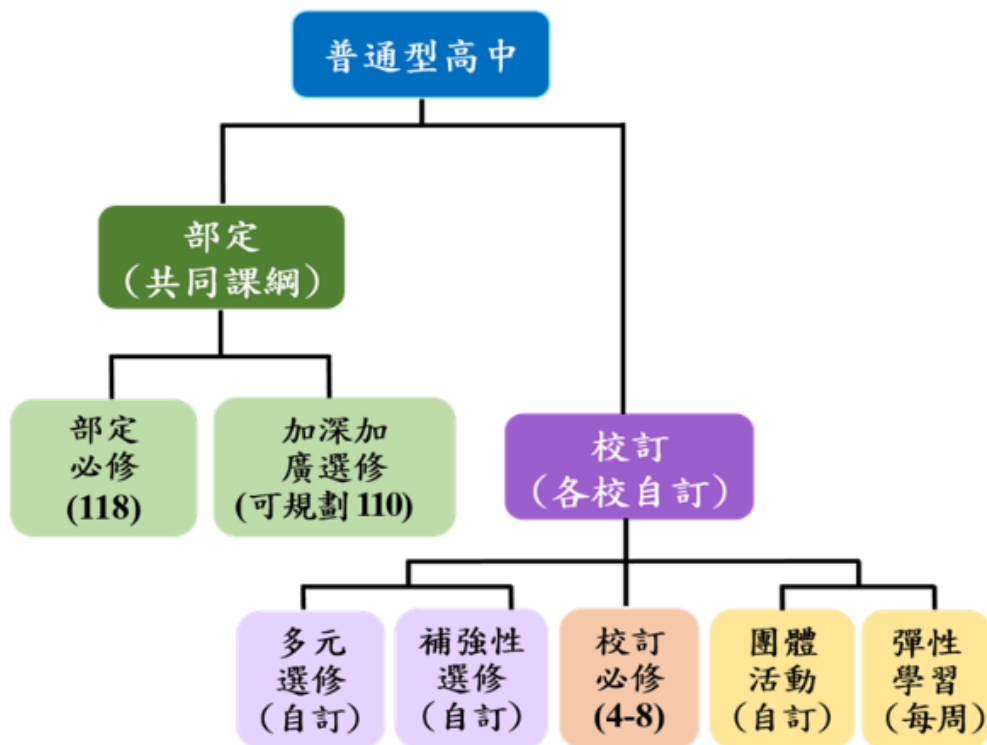 普通型高中
部定
（共同課綱）
部定
必修
(118)
加深加
廣選修
(可規劃 110)
校訂
（各校自訂）
多元
選修
（自訂）
補強性
選修
（自訂）
校訂
必修
(4-8)
團體
活動
（自訂）
彈性
學習
（每周）